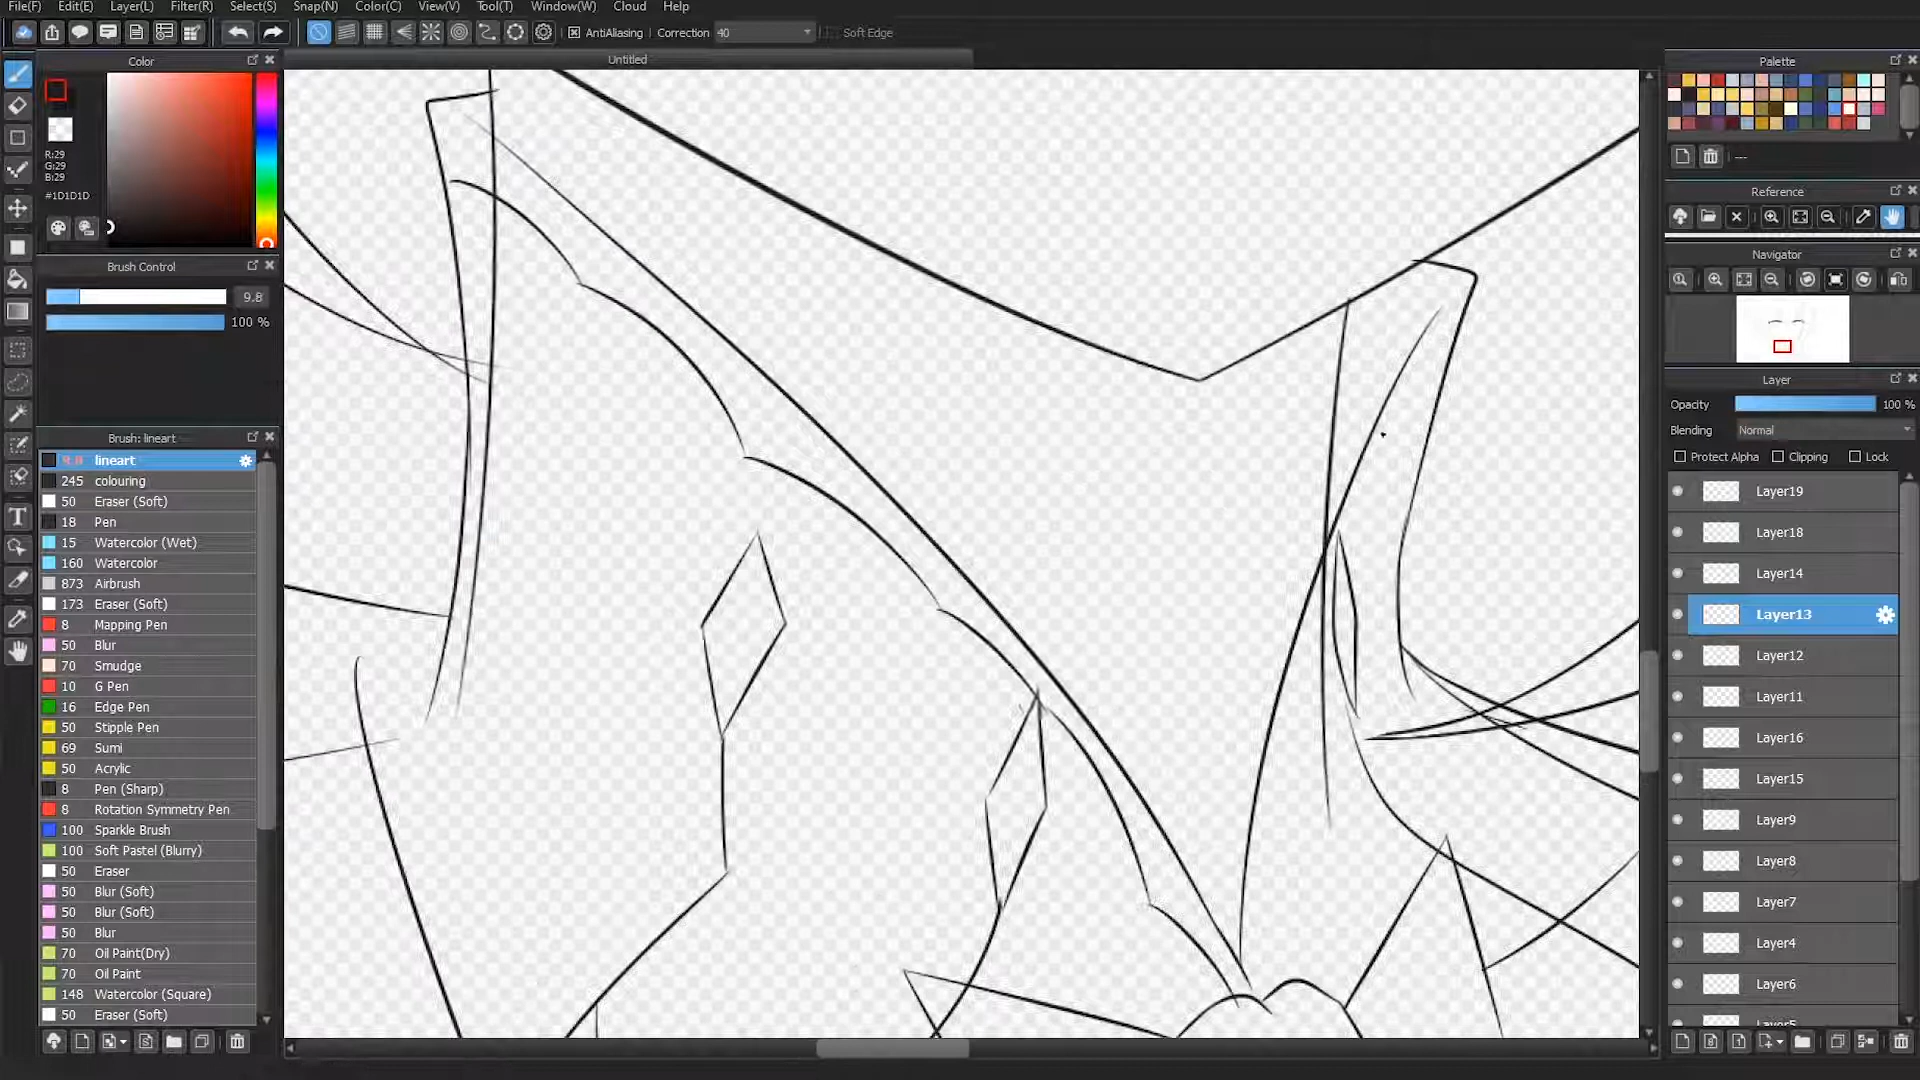 File(F) Edit(E) Layer(L) Filter(R) Select(S) Snap(N) Color(C) View(V) Tool(T) Window(W) Cloud Help
AntiAliasing Correction 40 Soft Edge
Untitled
Color
R:29
G:29
B:29
#1D1D1D
Brush Control
9.8
100 %
Brush: lineart
lineart
245 colouring
50 Eraser (Soft)
18 Pen
15 Watercolor (Wet)
160 Watercolor
873 Airbrush
173 Eraser (Soft)
8 Mapping Pen
50 Blur
70 Smudge
10 G Pen
16 Edge Pen
50 Stipple Pen
69 Sumi
50 Acrylic
8 Pen (Sharp)
8 Rotation Symmetry Pen
100 Sparkle Brush
100 Soft Pastel (Blurry)
50 Eraser
50 Blur (Soft)
50 Blur (Soft)
50 Blur
70 Oil Paint(Dry)
70 Oil Paint
148 Watercolor (Square)
50 Eraser (Soft)
Palette
---
Reference
Navigator
Layer
Opacity 100 %
Blending Normal
Protect Alpha Clipping Lock
Layer19
Layer18
Layer14
Layer13
Layer12
Layer11
Layer16
Layer15
Layer9
Layer8
Layer7
Layer4
Layer6
Layer5